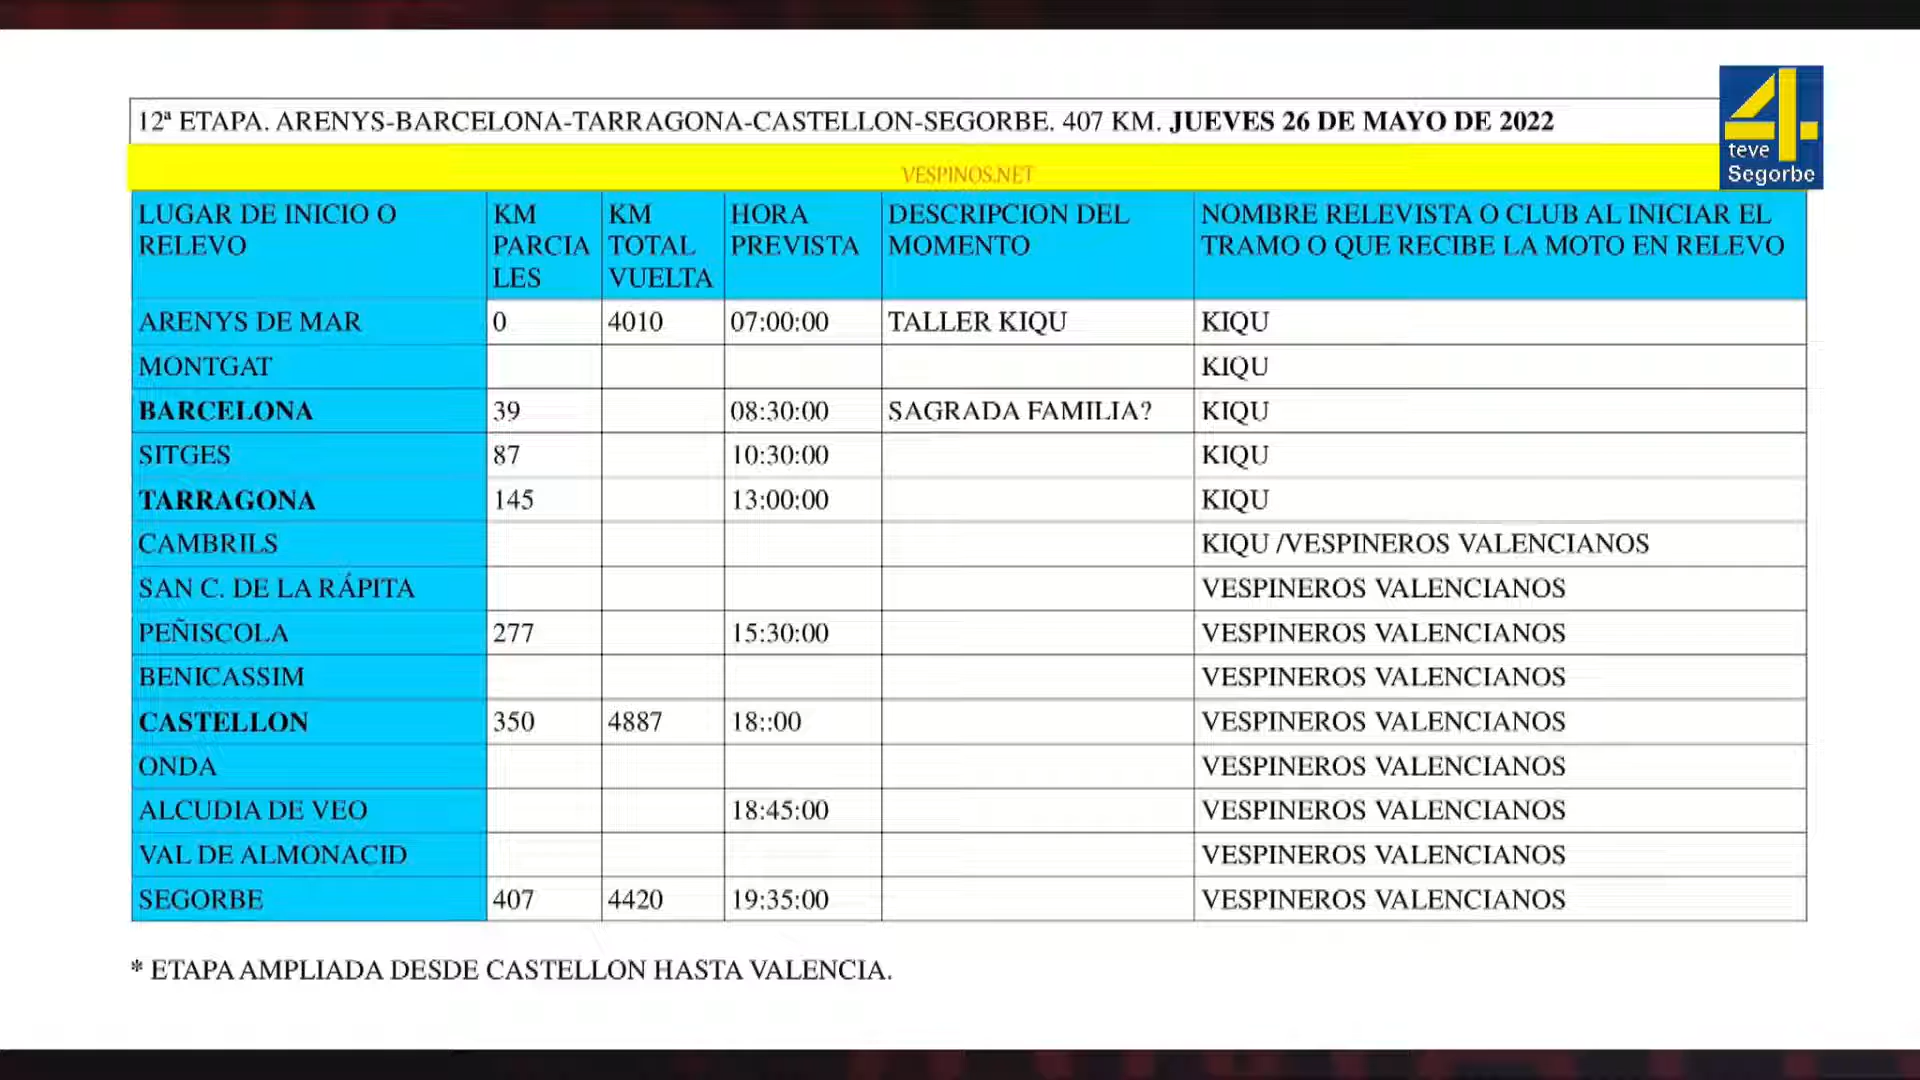 12ª ETAPA. ARENYS-BARCELONA-TARRAGONA-CASTELLON-SEGORBE. 407 KM. JUEVES 26 DE MAYO DE 2022
4.
teve
Segorbe
VESPINOS.NET
LUGAR DE INICIO O
RELEVO
KM
PARCIA
LES
KM
TOTAL
VUELTA
HORA
PREVISTA
DESCRIPCION DEL
MOMENTO
NOMBRE RELEVISTA O CLUB AL INICIAR EL
TRAMO O QUE RECIBE LA MOTO EN RELEVO
ARENYS DE MAR 0 4010 07:00:00 TALLER KIQU KIQU
MONTGAT KIQU
BARCELONA 39 08:30:00 SAGRADA FAMILIA? KIQU
SITGES 87 10:30:00 KIQU
TARRAGONA 145 13:00:00 KIQU
CAMBRILS KIQU /VESPINEROS VALENCIANOS
SAN C. DE LA RÁPITA VESPINEROS VALENCIANOS
PEÑISCOLA 277 15:30:00 VESPINEROS VALENCIANOS
BENICASSIM VESPINEROS VALENCIANOS
CASTELLON 350 4887 18::00 VESPINEROS VALENCIANOS
ONDA VESPINEROS VALENCIANOS
ALCUDIA DE VEO 18:45:00 VESPINEROS VALENCIANOS
VAL DE ALMONACID VESPINEROS VALENCIANOS
SEGORBE 407 4420 19:35:00 VESPINEROS VALENCIANOS
* ETAPA AMPLIADA DESDE CASTELLON HASTA VALENCIA.